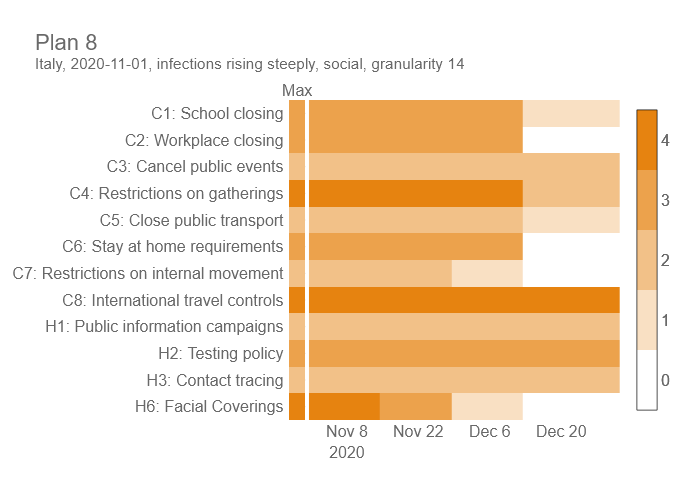 Plan 8
Italy, 2020-11-01, infections rising steeply, social, granularity 14
Max
C1: School closing
C2: Workplace closing
C3: Cancel public events
C4: Restrictions on gatherings
C5: Close public transport
C6: Stay at home requirements
C7: Restrictions on internal movement
C8: International travel controls
H1: Public information campaigns
H2: Testing policy
H3: Contact tracing
H6: Facial Coverings
Nov 8 Nov 22 Dec 6 Dec 20
2020
4
3
2
1
0